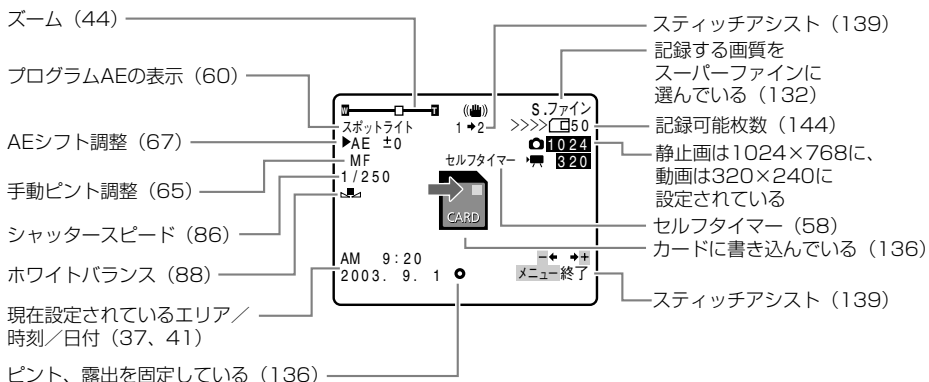 ズーム（44）
プログラムAEの表示（60）
AEシフト調整（67）
手動ピント調整（65）
シャッタースピード（86）
ホワイトバランス（88）
現在設定されているエリア／
時刻／日付（37、41）
ピント、露出を固定している（136）
W T
スポットライト
AE ±0
MF
1/250
1➜2
S.ファイン
>>>> 50
1024
320
セルフタイマー
CARD
AM 9:20
2003. 9. 1
−← →+
メニュー終了
スティッチアシスト（139）
記録する画質を
スーパーファインに
選んでいる（132）
記録可能枚数（144）
静止画は1024×768に、
動画は320×240に
設定されている
セルフタイマー（58）
カードに書き込んでいる（136）
スティッチアシスト（139）